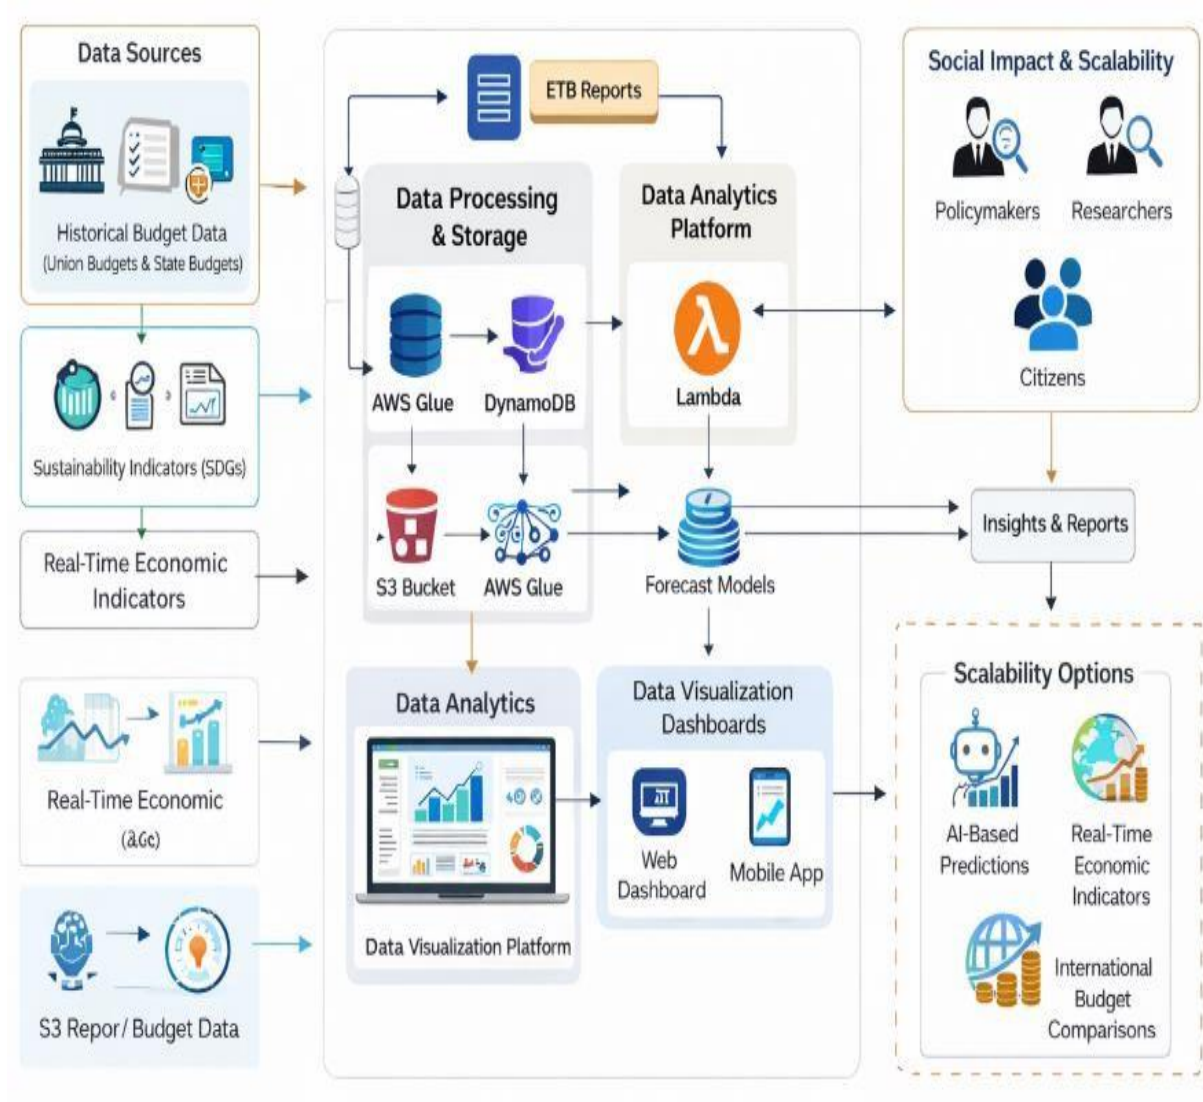 Data Sources
Historical Budget Data
(Union Budgets & State Budgets)
Sustainability Indicators (SDGs)
Real-Time Economic
Indicators
Real-Time Economic
S3 Repor/Budget Data
ETB Reports
Data Processing
& Storage
AWS Glue
DynamoDB
S3 Bucket
AWS Glue
Data Analytics
Platform
Lambda
Forecast Models
Data Analytics
Data Visualization Platform
Data Visualization
Dashboards
Web
Dashboard
Mobile App
Social Impact & Scalability
Policymakers
Researchers
Citizens
Insights & Reports
Scalability Options
AI-Based
Predictions
Real-Time
Economic
Indicators
International
Budget
Comparisons